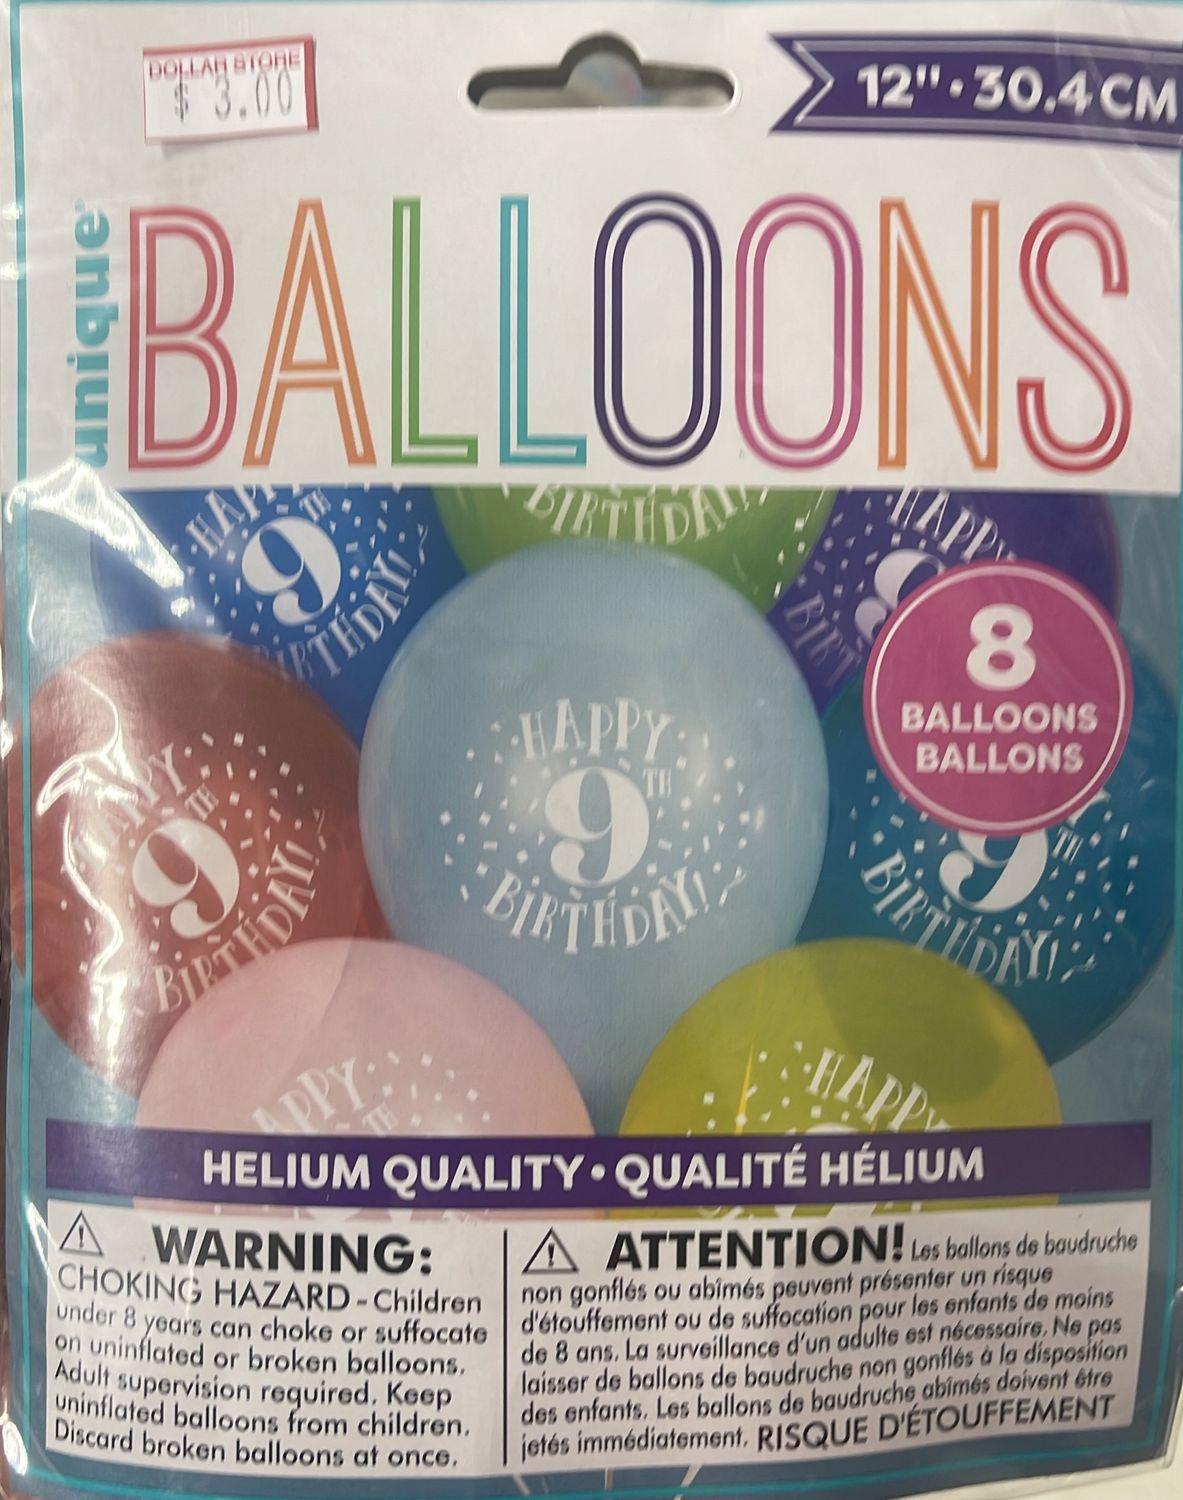 DOLLAR STORE
$ 3.00
12" • 30.4 CM
unique
BALLOONS
HAPPY
9TH
BIRTHDAY!
BIRTHDAY!
HAPPY
9
BIRT
8
BALLOONS
BALLONS
HAPPY
9TH
BIRTHDAY!
HAPPY
9TH
BIRTHDAY!
9TH
BIRTHDAY!
APPY
TH
HAPPY
HELIUM QUALITY • QUALITÉ HÉLIUM
⚠ WARNING:
CHOKING HAZARD - Children
under 8 years can choke or suffocate
on uninflated or broken balloons.
Adult supervision required. Keep
uninflated balloons from children.
Discard broken balloons at once.
⚠ ATTENTION! Les ballons de baudruche
non gonflés ou abîmés peuvent présenter un risque
d'étouffement ou de suffocation pour les enfants de moins
de 8 ans. La surveillance d'un adulte est nécessaire. Ne pas
laisser de ballons de baudruche non gonflés à la disposition
des enfants. Les ballons de baudruche abîmés doivent être
jetés immédiatement. RISQUE D'ÉTOUFFEMENT